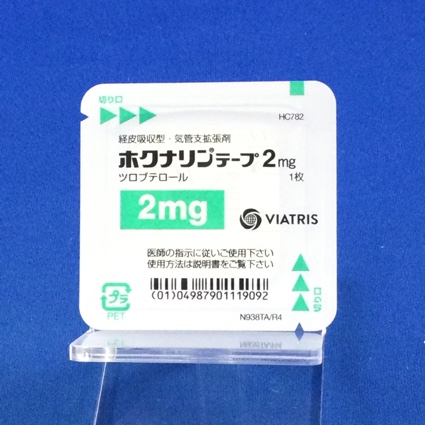 切り口
HC782
経皮吸収型・気管支拡張剤
ホクナリンテープ2mg
ツロブテロール 1枚
2mg
VIATRIS
医師の指示に従いご使用下さい
使用方法は説明書をご覧下さい
(01)04987901119092
プラ
PET
切り口
N938TA/R4